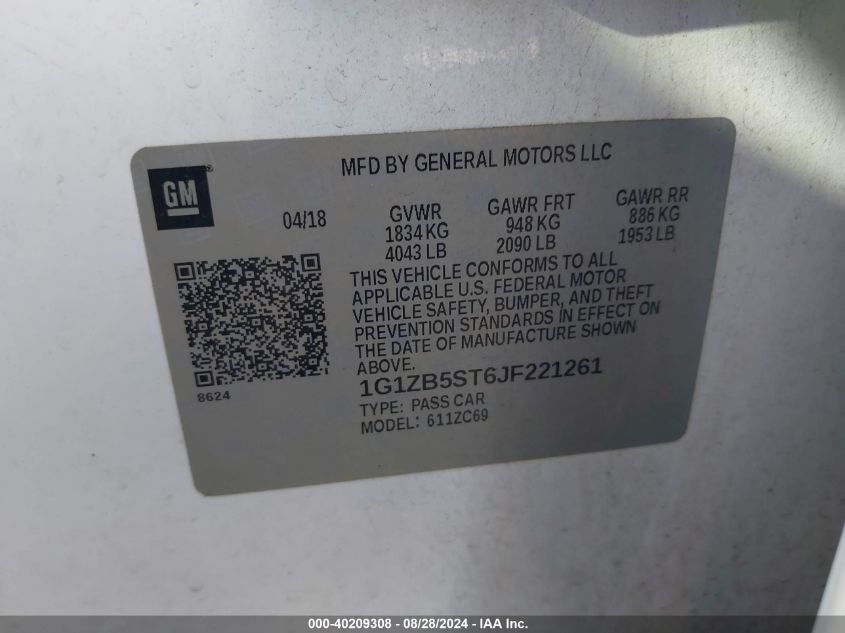 MFD BY GENERAL MOTORS LLC
GM
04/18
GVWR
1834 KG
4043 LB
GAWR FRT
948 KG
2090 LB
GAWR RR
886 KG
1953 LB
THIS VEHICLE CONFORMS TO ALL
APPLICABLE U.S. FEDERAL MOTOR
VEHICLE SAFETY, BUMPER, AND THEFT
PREVENTION STANDARDS IN EFFECT ON
THE DATE OF MANUFACTURE SHOWN
ABOVE.
1G1ZB5ST6JF221261
TYPE: PASS CAR
MODEL: 611ZC69
8624
000-40209308 - 08/28/2024 - IAA Inc.